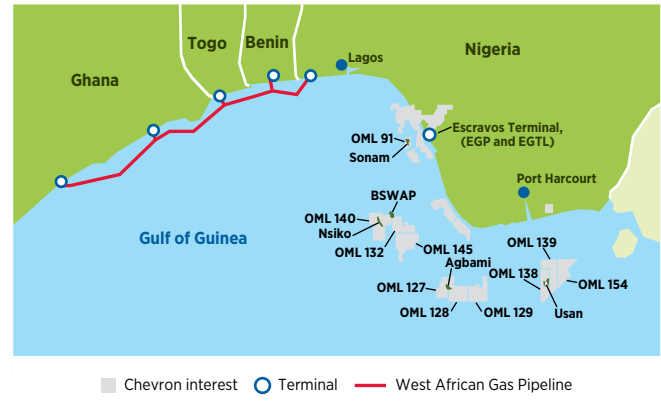 Ghana
Togo
Benin
Nigeria
Lagos
OML 91
Sonam
Escravos Terminal,
(EGP and EGTL)
Port Harcourt
Gulf of Guinea
BSWAP
OML 140
Nsiko
OML 132
OML 145
Agbami
OML 127
OML 128
OML 129
OML 139
OML 138
OML 154
Usan
Chevron interest
Terminal
West African Gas Pipeline